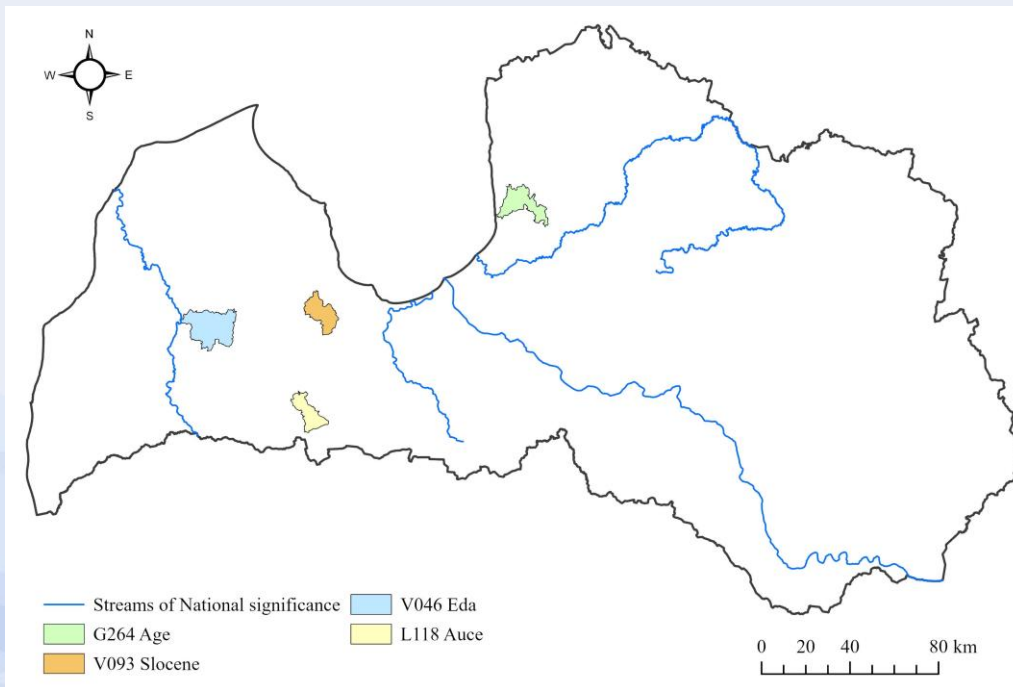 N
W E
S
Streams of National significance
V046 Eda
G264 Age
L118 Auce
V093 Slocene
0 20 40 80 km